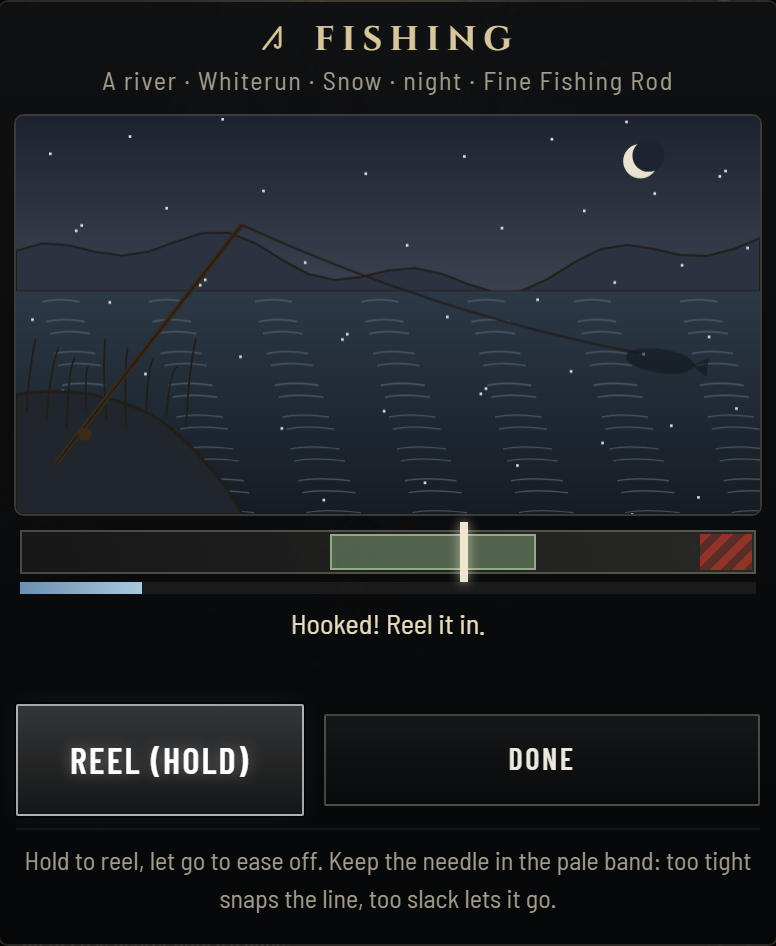 FISHING
A river · Whiterun · Snow · night · Fine Fishing Rod
Hooked! Reel it in.
REEL (HOLD)
DONE
Hold to reel, let go to ease off. Keep the needle in the pale band: too tight
snaps the line, too slack lets it go.